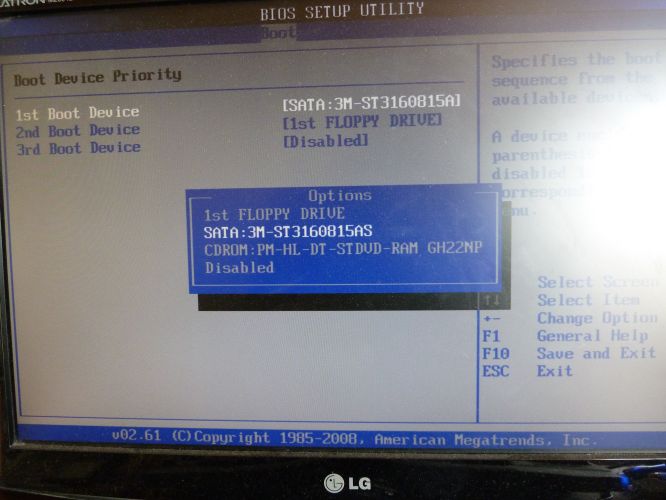 ATRON
BIOS SETUP UTILITY
Boot
Boot Device Priority
1st Boot Device [SATA:3M-ST3160815A]
2nd Boot Device [1st FLOPPY DRIVE]
3rd Boot Device [Disabled]
Specifies the boot
sequence from the
available
A device
parenthesis
disabled
Options
1st FLOPPY DRIVE
SATA:3M-ST3160815AS
CDROM:PM-HL-DT-STDVD-RAM GH22NP
Disabled
Select Screen
↑↓ Select Item
+- Change Option
F1 General Help
F10 Save and Exit
ESC Exit
v02.61 (C)Copyright 1985-2008, American Megatrends, Inc.
LG